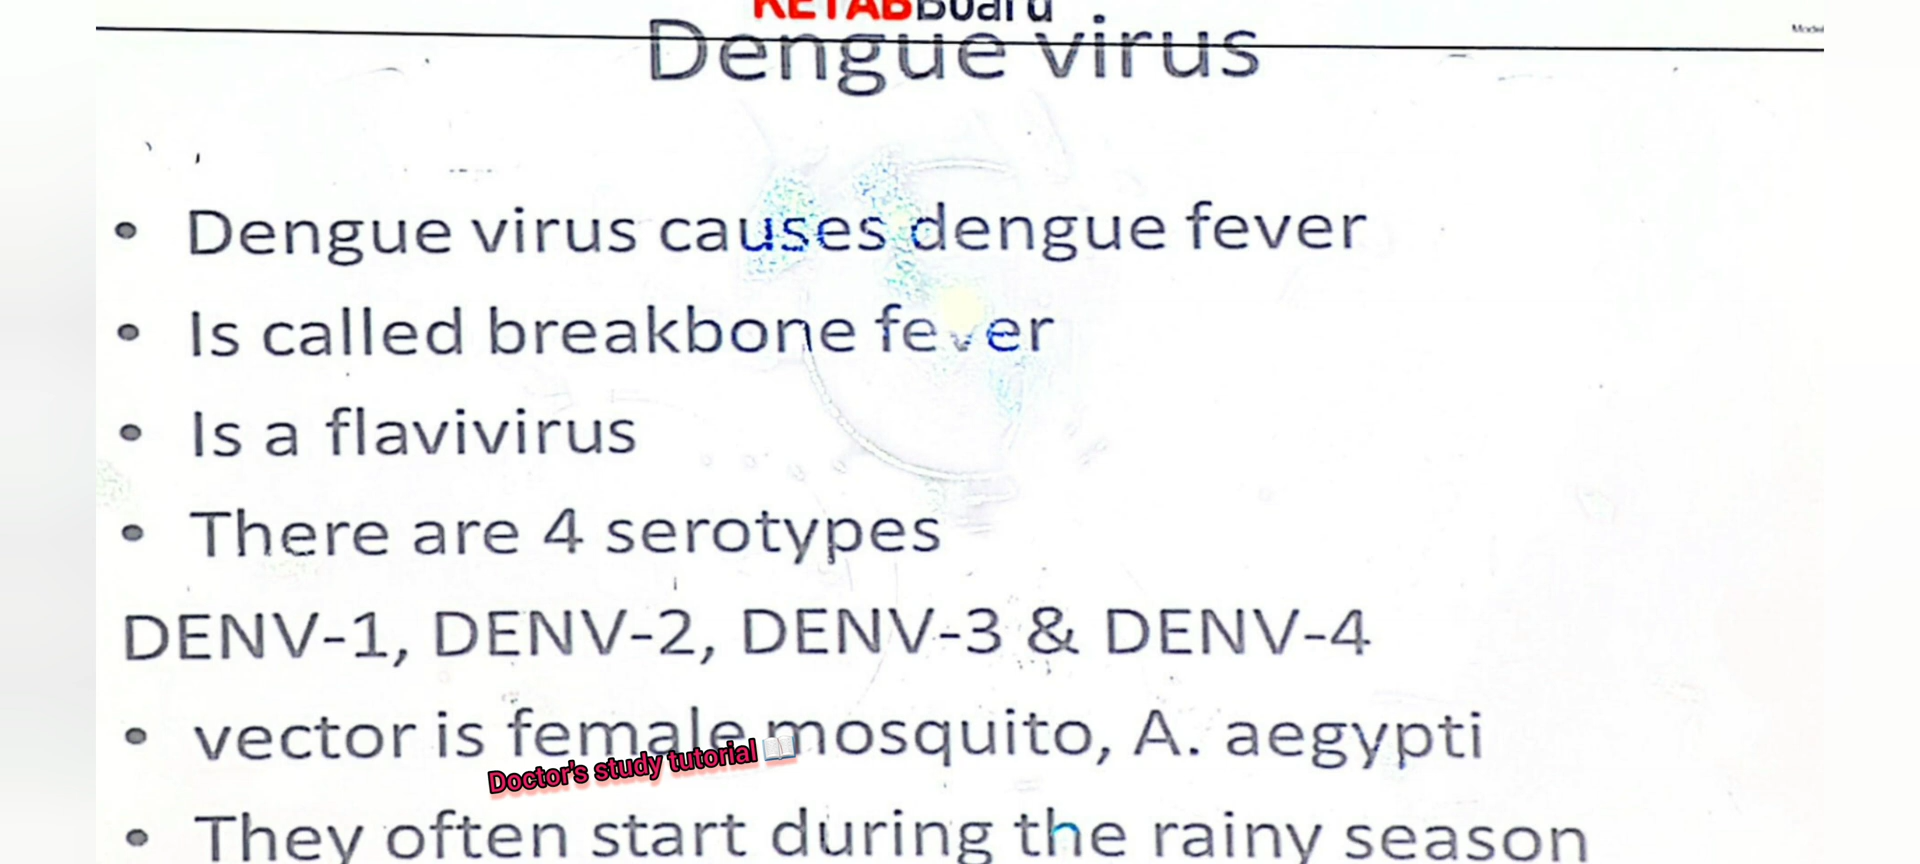 KETABBoard
Dengue virus
• Dengue virus causes dengue fever
• Is called breakbone fever
• Is a flavivirus
• There are 4 serotypes
DENV-1, DENV-2, DENV-3 & DENV-4
• vector is female mosquito, A. aegypti
Doctor's study tutorial 📖
• They often start during the rainy season